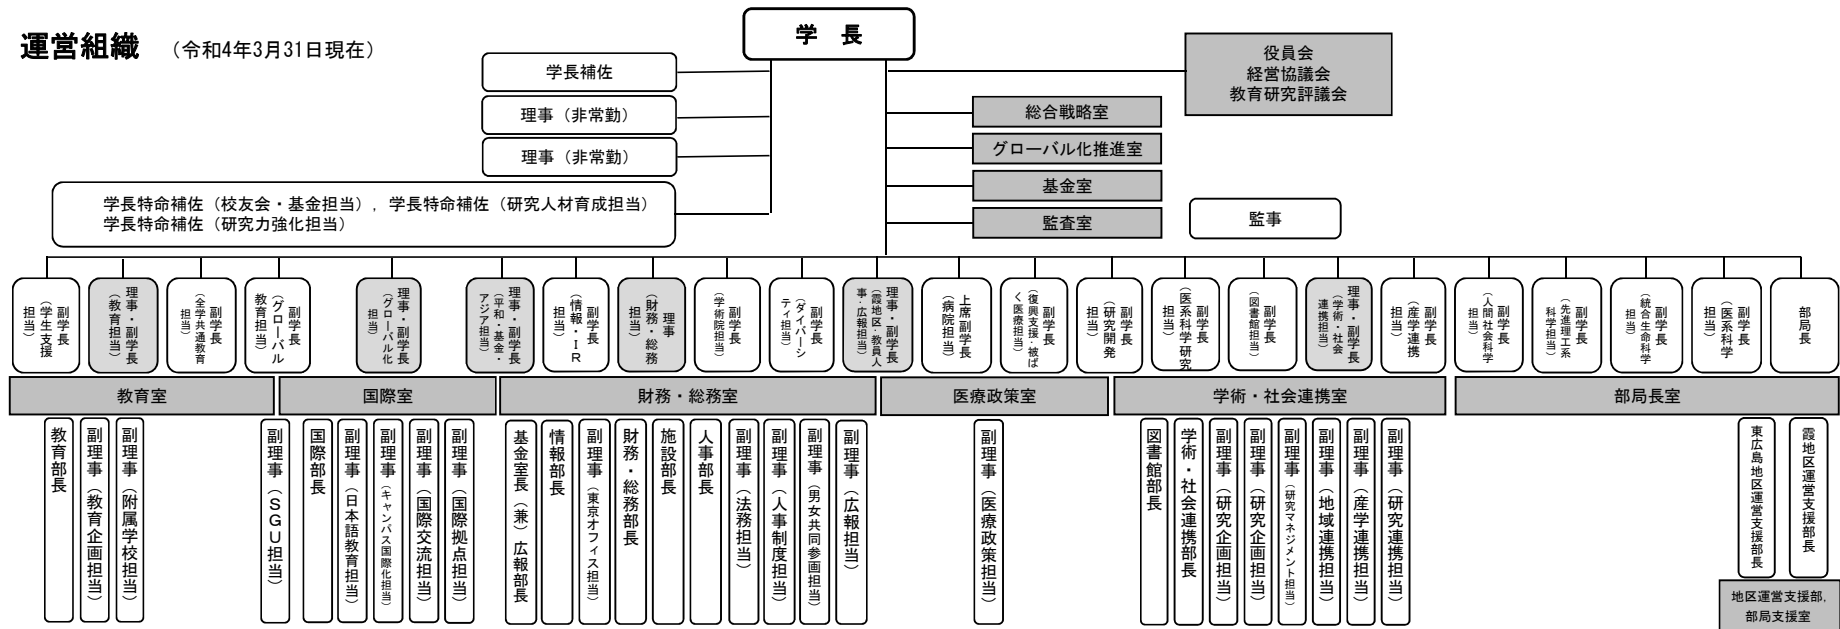 運営組織 （令和4年3月31日現在）
学 長
学長補佐
理事（非常勤）
理事（非常勤）
学長特命補佐（校友会・基金担当），学長特命補佐（研究人材育成担当）
学長特命補佐（研究力強化担当）
役員会
経営協議会
教育研究評議会
総合戦略室
グローバル化推進室
基金室
監査室
監事
副学長
（学生支援
担当）
理事・副学長
（教育担当）
副学長
（全学共通教育
担当）
副学長
（グローバル
教育担当）
理事・副学長
（グローバル化
担当）
理事・副学長
（平和・基金・
アジア担当）
副学長
（情報・ＩＲ
担当）
理事
（財務・総務
担当）
副学長
（学術院担当）
副学長
（ダイバーシ
ティ担当）
理事・副学長
（霞地区・教員人
事・広報担当）
上席副学長
（病院担当）
副学長
（復興支援・被ば
く医療担当）
副学長
（研究開発
担当）
副学長
（医系科学研究
担当）
副学長
（図書館担当）
理事・副学長
（学術・社会
連携担当）
副学長
（産学連携
担当）
副学長
（人間社会科学
担当）
副学長
（先進理工系
科学担当）
副学長
（統合生命科学
担当）
副学長
（医系科学
担当）
部局長
教育室
国際室
財務・総務室
医療政策室
学術・社会連携室
部局長室
教育部長
副理事（教育企画担当）
副理事（附属学校担当）
副理事（ＳＧＵ担当）
国際部長
副理事（日本語教育担当）
副理事（キャンパス国際化担当）
副理事（国際交流担当）
副理事（国際拠点担当）
基金室長（兼）広報部長
情報部長
副理事（東京オフィス担当）
財務・総務部長
施設部長
人事部長
副理事（法務担当）
副理事（人事制度担当）
副理事（男女共同参画担当）
副理事（広報担当）
副理事（医療政策担当）
図書館部長
学術・社会連携部長
副理事（研究企画担当）
副理事（研究企画担当）
副理事（研究マネジメント担当）
副理事（地域連携担当）
副理事（産学連携担当）
副理事（研究連携担当）
東広島地区運営支援部長
霞地区運営支援部長
地区運営支援部，
部局支援室